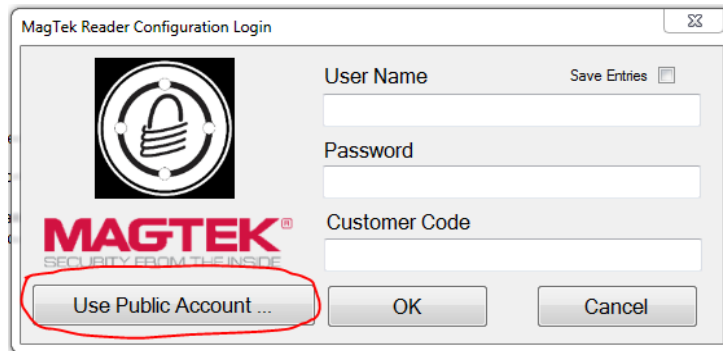 MagTek Reader Configuration Login
User Name
Save Entries
Password
Customer Code
MAGTEK®
SECURITY FROM THE INSIDE
Use Public Account ...
OK
Cancel